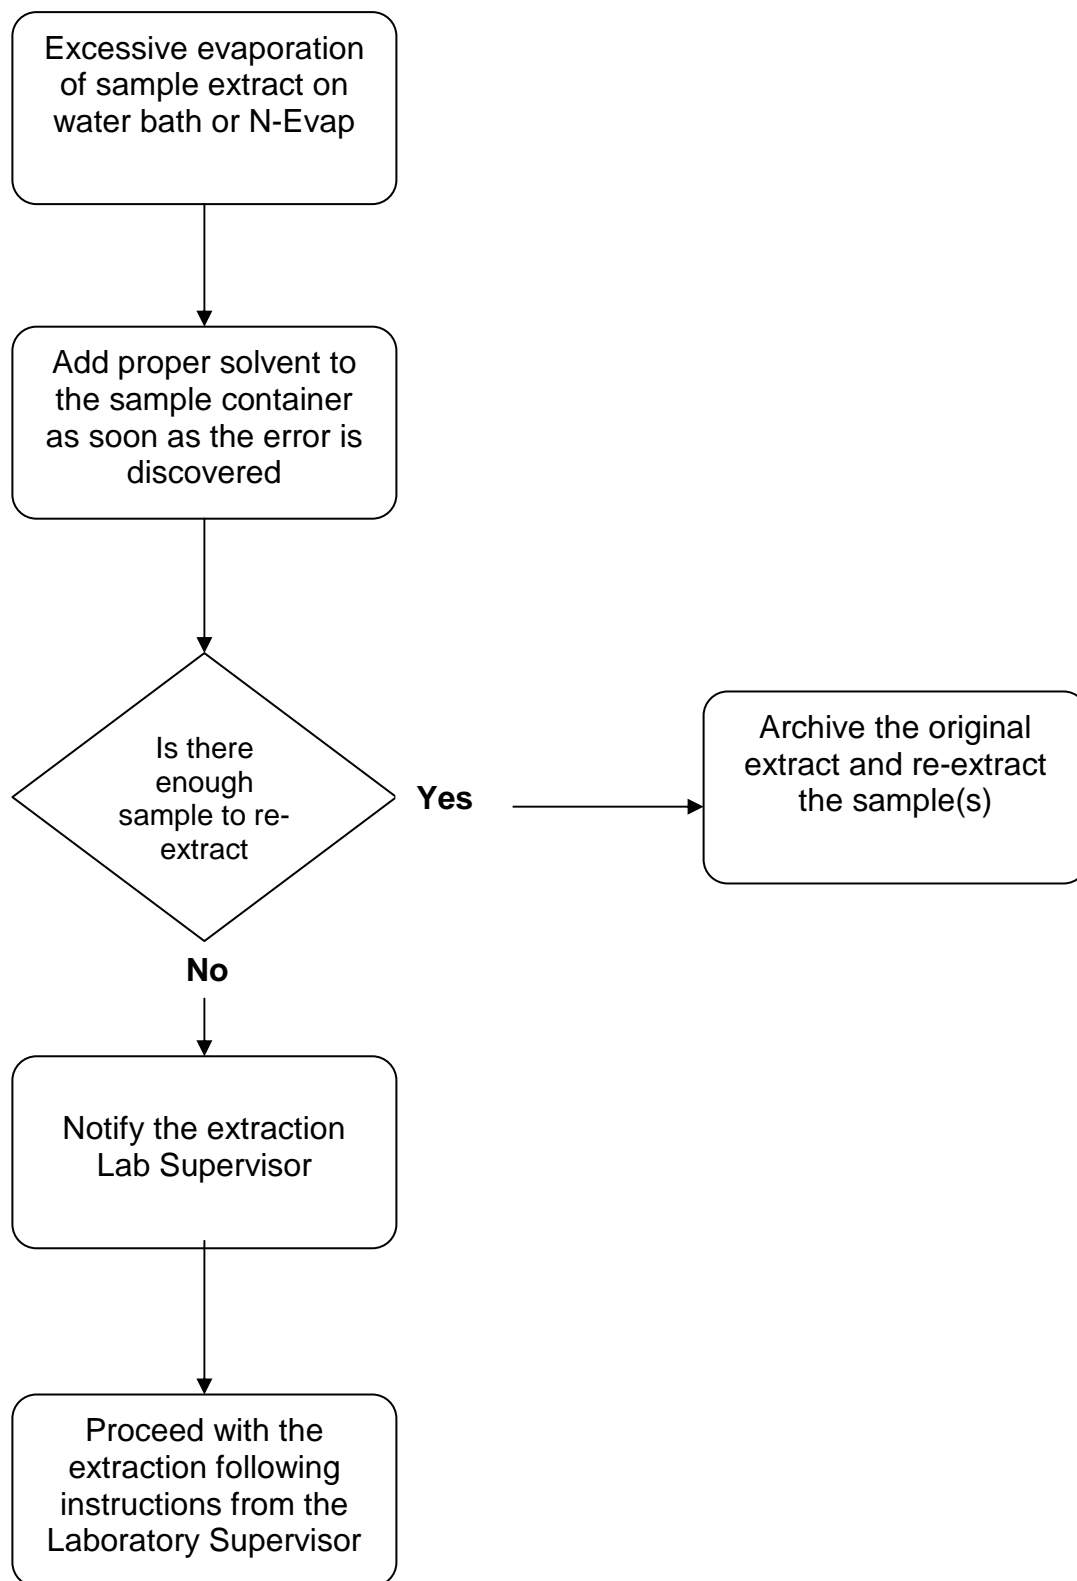 Excessive evaporation
of sample extract on
water bath or N-Evap
Add proper solvent to
the sample container
as soon as the error is
discovered
Is there
enough
sample to re-
extract
Yes
Archive the original
extract and re-extract
the sample(s)
No
Notify the extraction
Lab Supervisor
Proceed with the
extraction following
instructions from the
Laboratory Supervisor